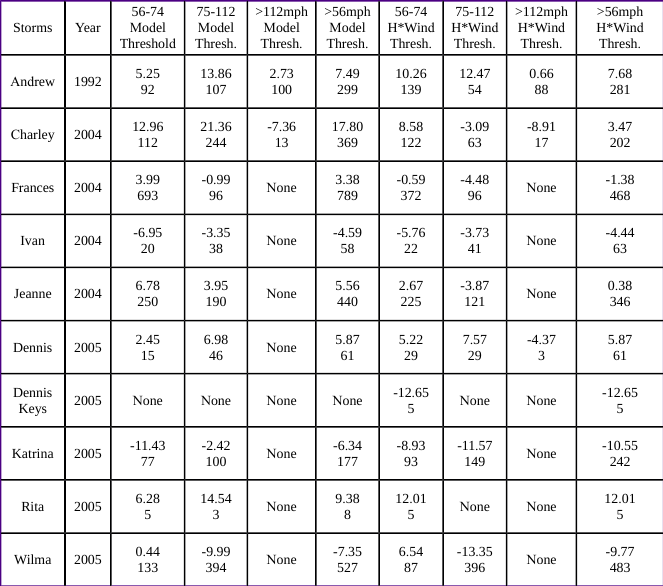 Storms Year 56-74 Model Threshold 75-112 Model Thresh. >112mph Model Thresh. >56mph Model Thresh. 56-74 H*Wind Thresh. 75-112 H*Wind Thresh. >112mph H*Wind Thresh. >56mph H*Wind Thresh.
Andrew 1992 5.25 13.86 2.73 7.49 10.26 12.47 0.66 7.68
92 107 100 299 139 54 88 281
Charley 2004 12.96 21.36 -7.36 17.80 8.58 -3.09 -8.91 3.47
112 244 13 369 122 63 17 202
Frances 2004 3.99 -0.99 None 3.38 -0.59 -4.48 None -1.38
693 96 789 372 96 468
Ivan 2004 -6.95 -3.35 None -4.59 -5.76 -3.73 None -4.44
20 38 58 22 41 63
Jeanne 2004 6.78 3.95 None 5.56 2.67 -3.87 None 0.38
250 190 440 225 121 346
Dennis 2005 2.45 6.98 None 5.87 5.22 7.57 -4.37 5.87
15 46 61 29 29 3 61
Dennis Keys 2005 None None None None -12.65 None None -12.65
5 5
Katrina 2005 -11.43 -2.42 None -6.34 -8.93 -11.57 None -10.55
77 100 177 93 149 242
Rita 2005 6.28 14.54 None 9.38 12.01 None None 12.01
5 3 8 5 5
Wilma 2005 0.44 -9.99 None -7.35 6.54 -13.35 None -9.77
133 394 527 87 396 483